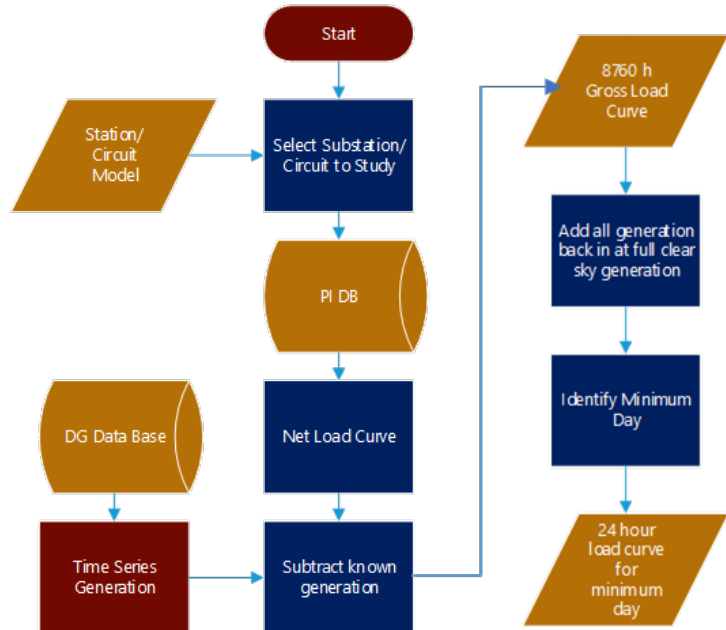 Start
Station/
Circuit
Model
Select Substation/
Circuit to Study
PI DB
DG Data Base
Net Load Curve
Time Series
Generation
Subtract known
generation
8760 h
Gross Load
Curve
Add all generation
back in at full clear
sky generation
Identify Minimum
Day
24 hour
load curve
for
minimum
day